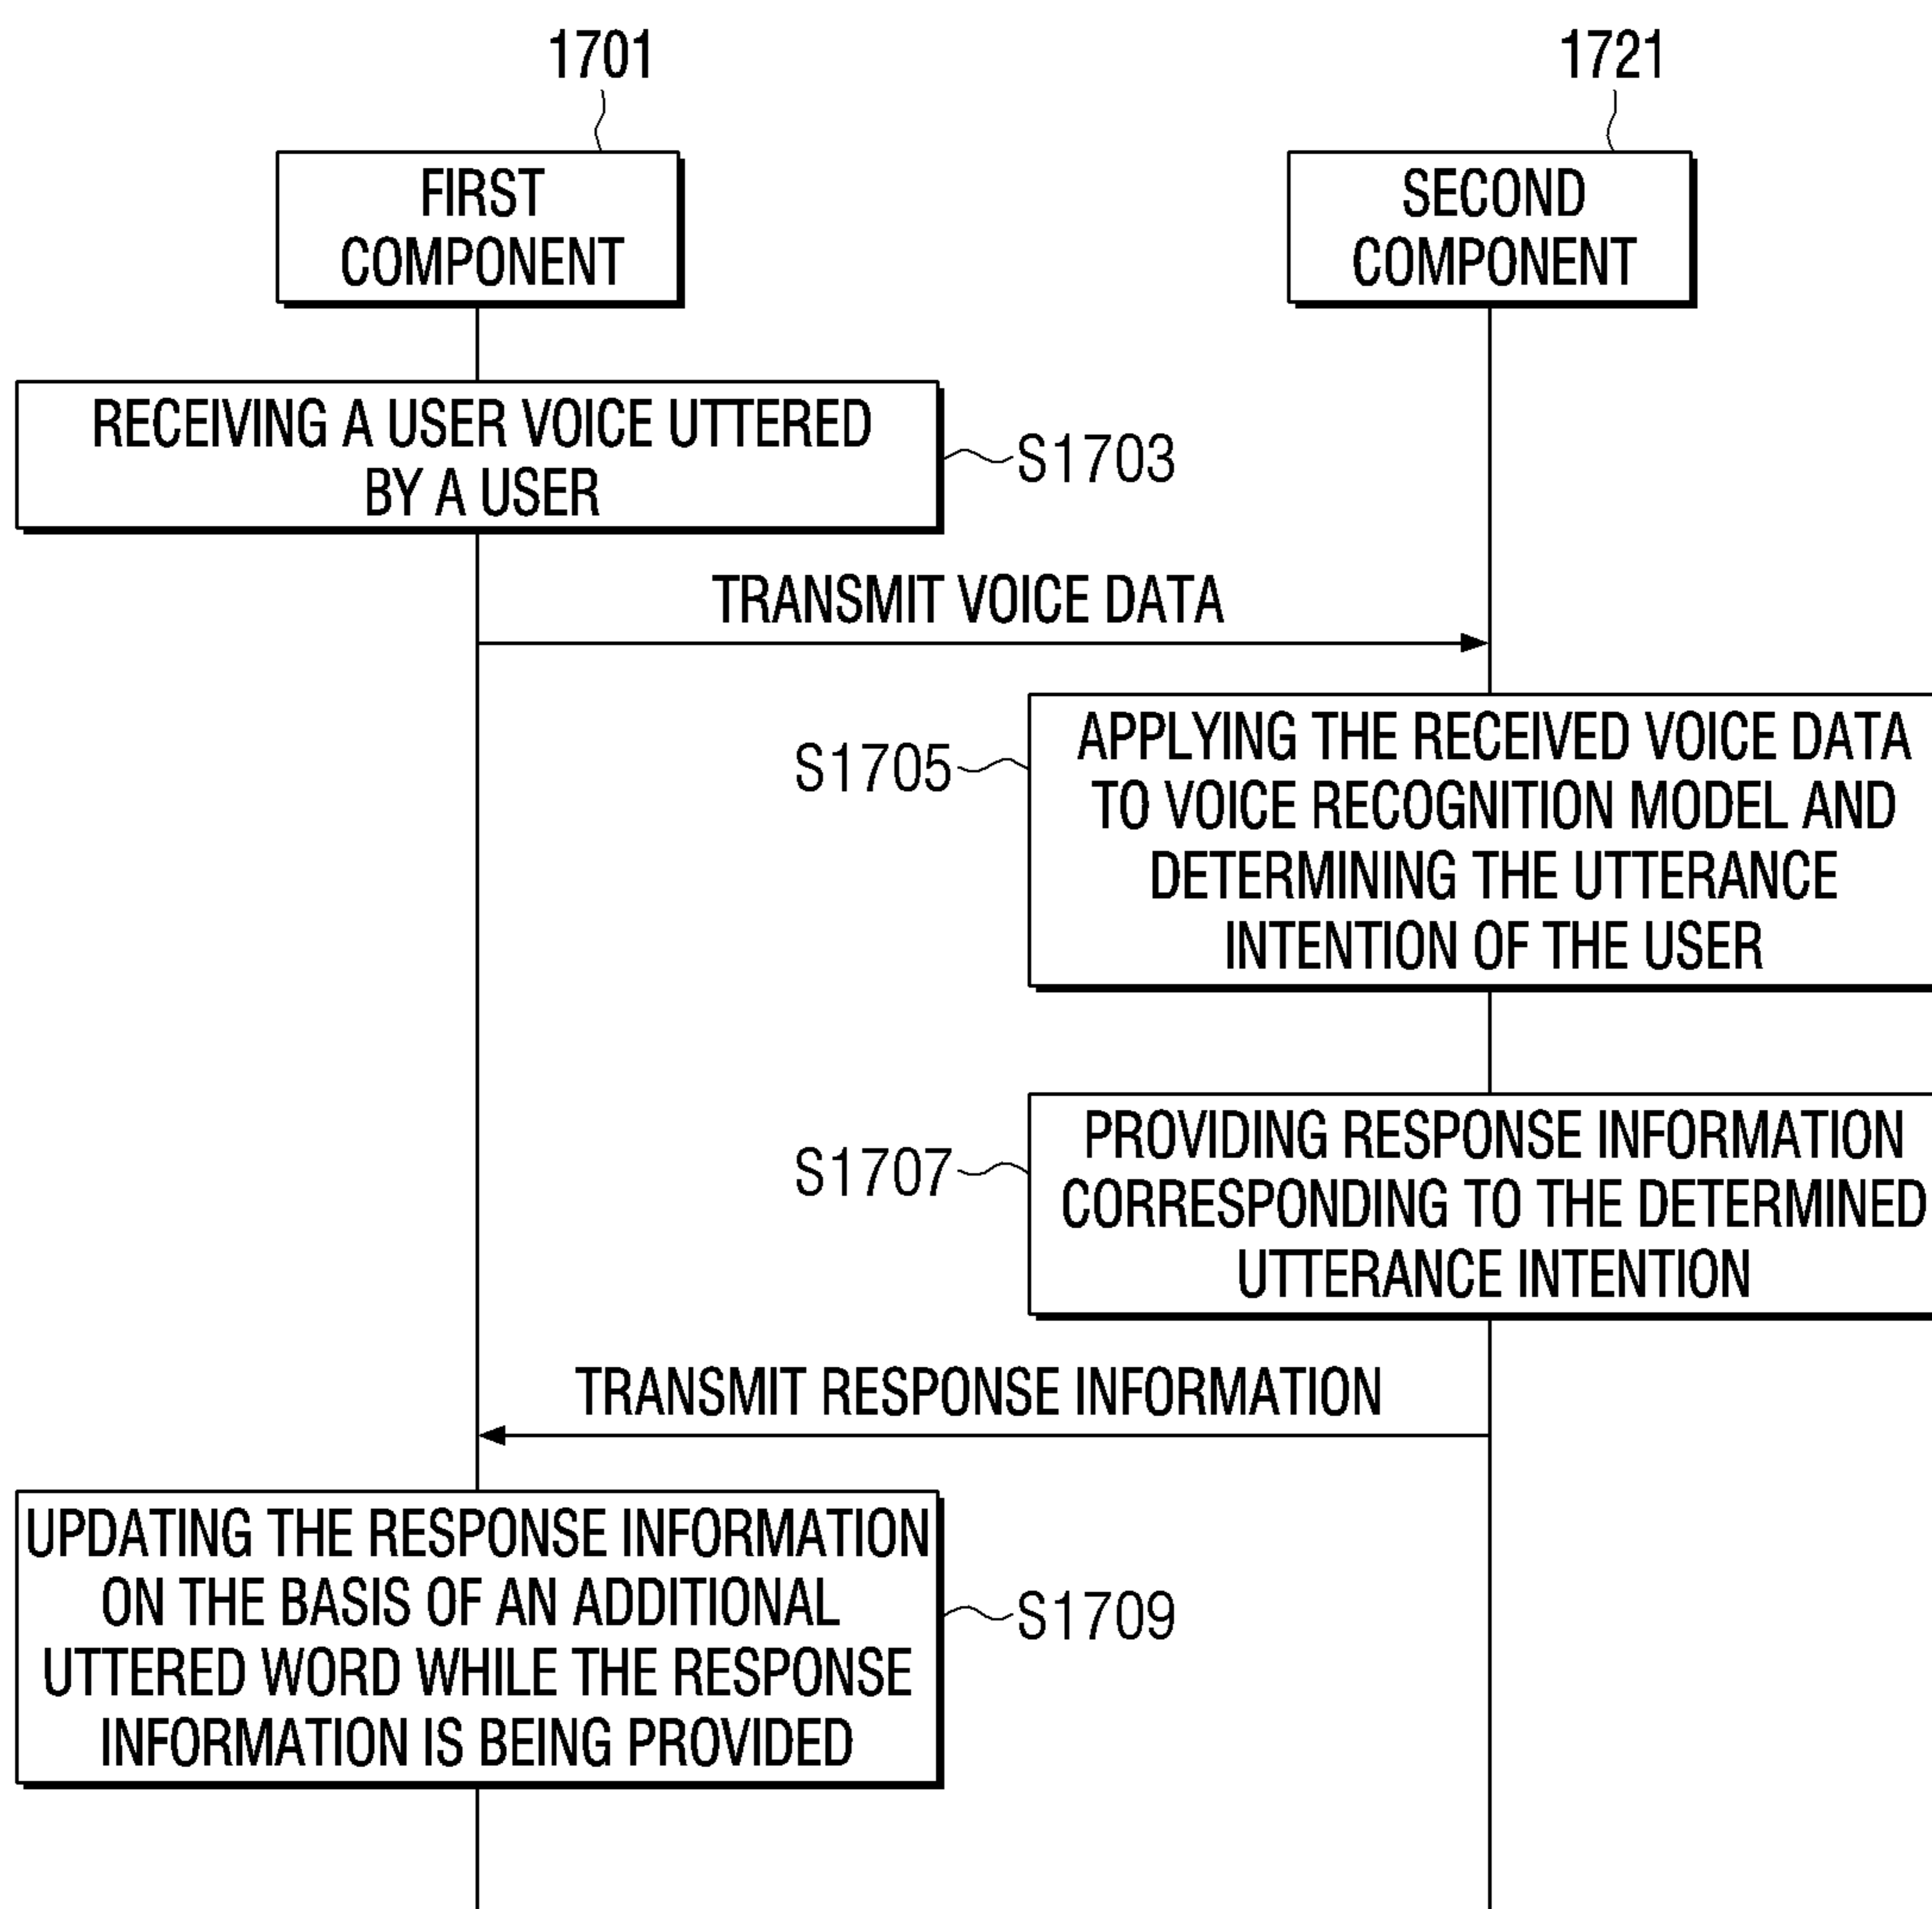 1701
1721
FIRST
COMPONENT
SECOND
COMPONENT
RECEIVING A USER VOICE UTTERED
BY A USER
S1703
TRANSMIT VOICE DATA
S1705
APPLYING THE RECEIVED VOICE DATA
TO VOICE RECOGNITION MODEL AND
DETERMINING THE UTTERANCE
INTENTION OF THE USER
S1707
PROVIDING RESPONSE INFORMATION
CORRESPONDING TO THE DETERMINED
UTTERANCE INTENTION
TRANSMIT RESPONSE INFORMATION
UPDATING THE RESPONSE INFORMATION
ON THE BASIS OF AN ADDITIONAL
UTTERED WORD WHILE THE RESPONSE
INFORMATION IS BEING PROVIDED
S1709